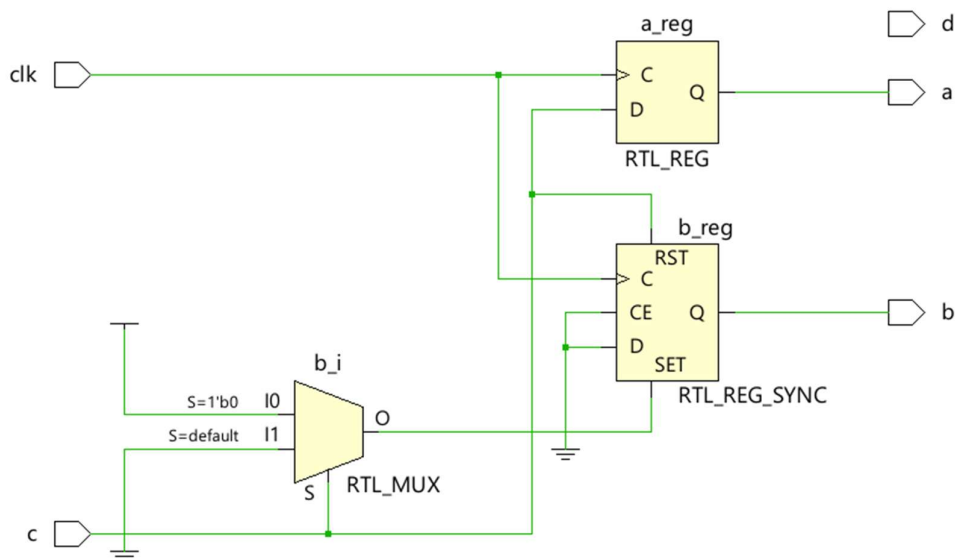 d
a_reg
clk
C
Q
a
D
RTL_REG
b_reg
RST
C
CE
Q
b
D
SET
RTL_REG_SYNC
b_i
S=1'b0
I0
O
S=default
I1
S
RTL_MUX
c